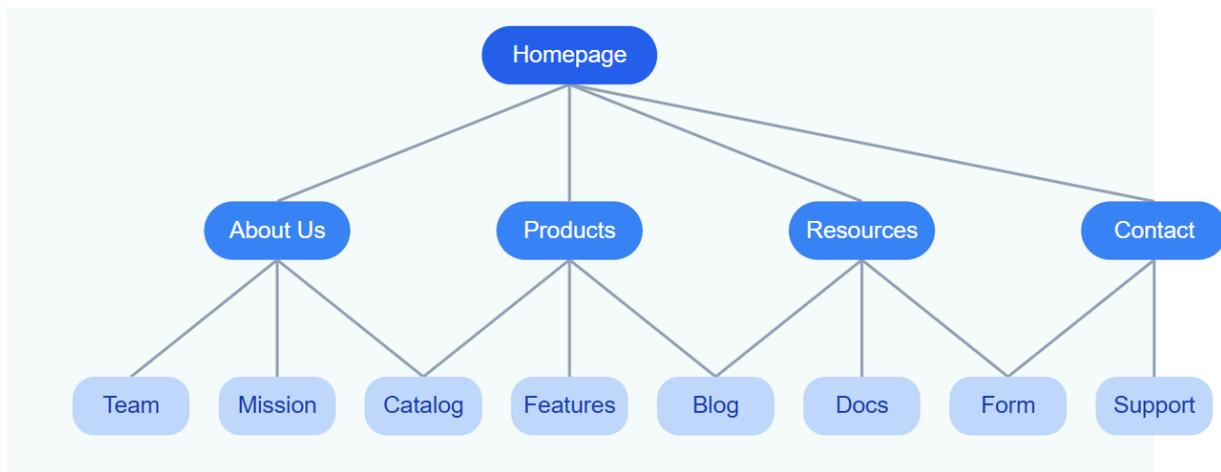 Homepage
About Us
Products
Resources
Contact
Team
Mission
Catalog
Features
Blog
Docs
Form
Support